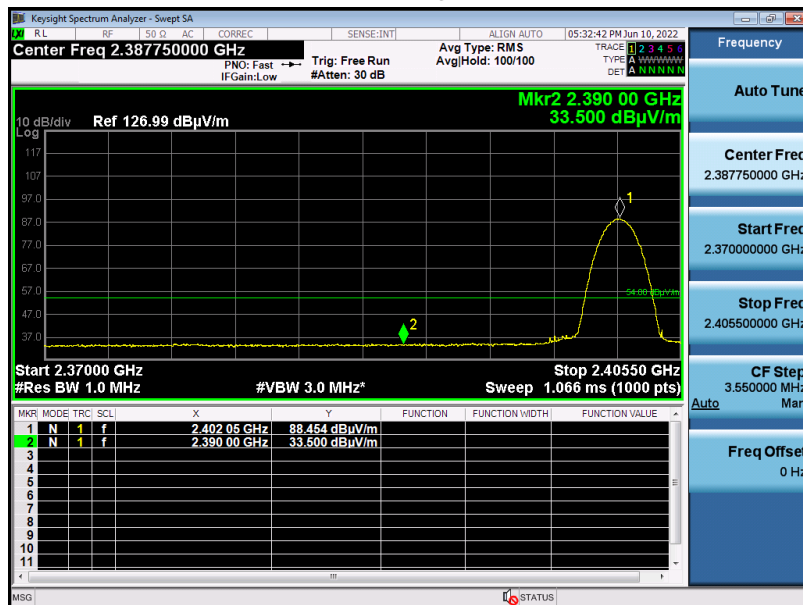 Keysight Spectrum Analyzer - Swept SA
LXI RL RF 50 Ω AC CORREC SENSE:INT ALIGN AUTO 05:32:42 PM Jun 10, 2022
Center Freq 2.387750000 GHz
PNO: Fast
IFGain:Low
Trig: Free Run
#Atten: 30 dB
Avg Type: RMS
Avg|Hold: 100/100
TRACE 1 2 3 4 5 6
TYPE A WWWWW
DET A N N N N N
Mkr2 2.390 00 GHz
33.500 dBµV/m
10 dB/div Ref 126.99 dBµV/m
Log
117
107
97.0
87.0
77.0
67.0
57.0
47.0
37.0
1
2
54.00 dBµV/m
Start 2.37000 GHz Stop 2.40550 GHz
#Res BW 1.0 MHz #VBW 3.0 MHz* Sweep 1.066 ms (1000 pts)
MKR MODE TRC SCL X Y FUNCTION FUNCTION WIDTH FUNCTION VALUE
1 N 1 f 2.402 05 GHz 88.454 dBµV/m
2 N 1 f 2.390 00 GHz 33.500 dBµV/m
3
4
5
6
7
8
9
10
11
MSG STATUS
Frequency
Auto Tune
Center Freq
2.387750000 GHz
Start Freq
2.370000000 GHz
Stop Freq
2.405500000 GHz
CF Step
3.550000 MHz
Auto Man
Freq Offset
0 Hz